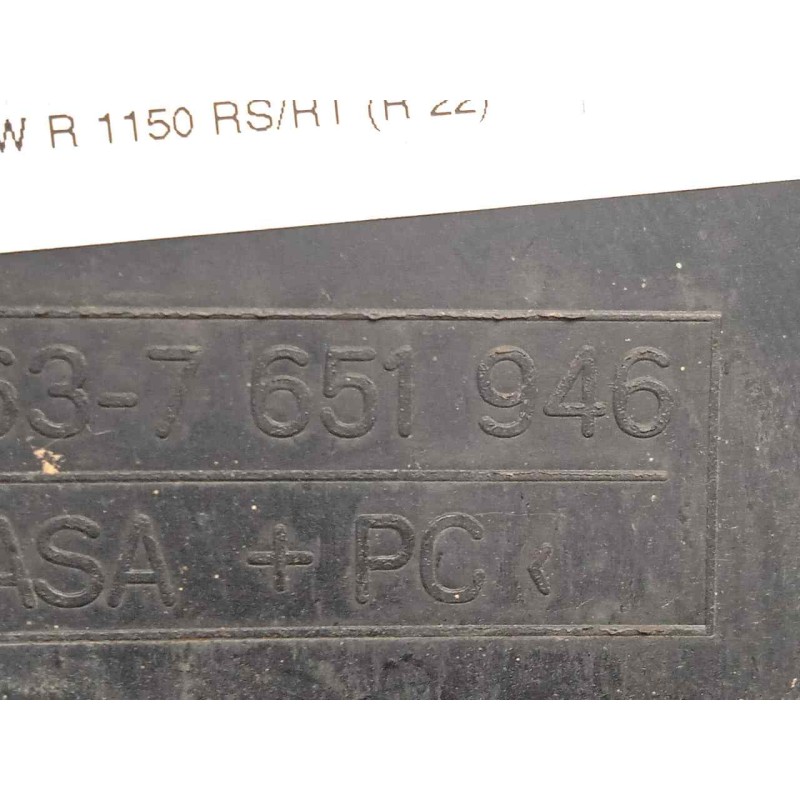 W R 1150 RS/RT (R 22)
63-7 651 946
ASA + PC<